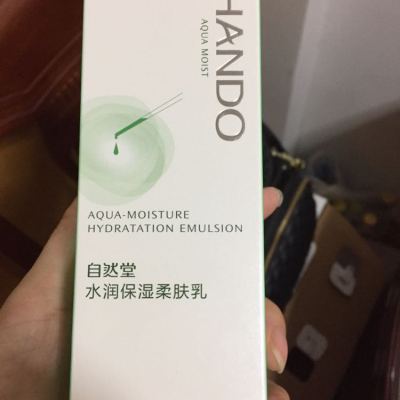 HANDO
AQUA MOIST
AQUA-MOISTURE
HYDRATATION EMULSION
自然堂
水润保湿柔肤乳